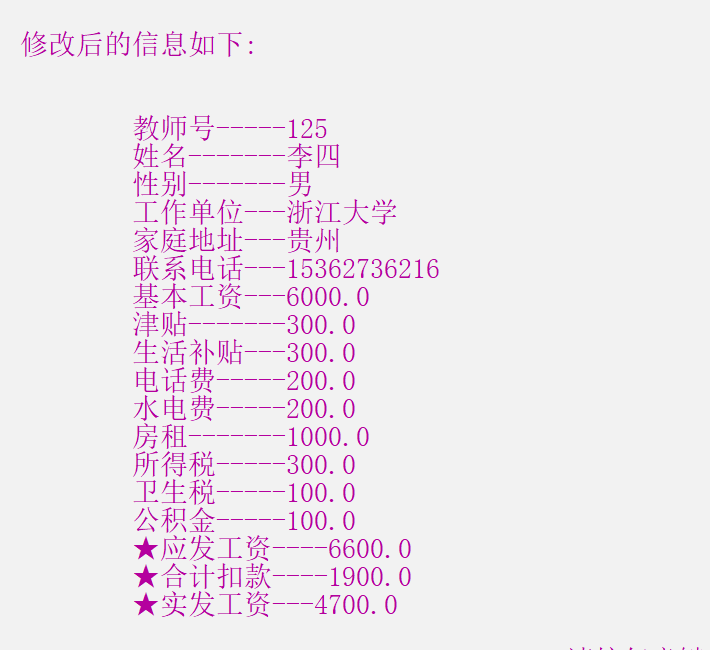 修改后的信息如下:
教师号-----125
姓名-------李四
性别-------男
工作单位---浙江大学
家庭地址---贵州
联系电话---15362736216
基本工资---6000.0
津贴-------300.0
生活补贴---300.0
电话费-----200.0
水电费-----200.0
房租-------1000.0
所得税-----300.0
卫生税-----100.0
公积金-----100.0
★应发工资----6600.0
★合计扣款----1900.0
★实发工资---4700.0